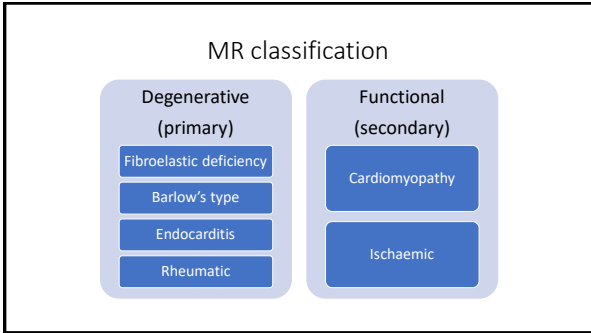 MR classification
Degenerative
(primary)
Fibroelastic deficiency
Barlow’s type
Endocarditis
Rheumatic
Functional
(secondary)
Cardiomyopathy
Ischaemic